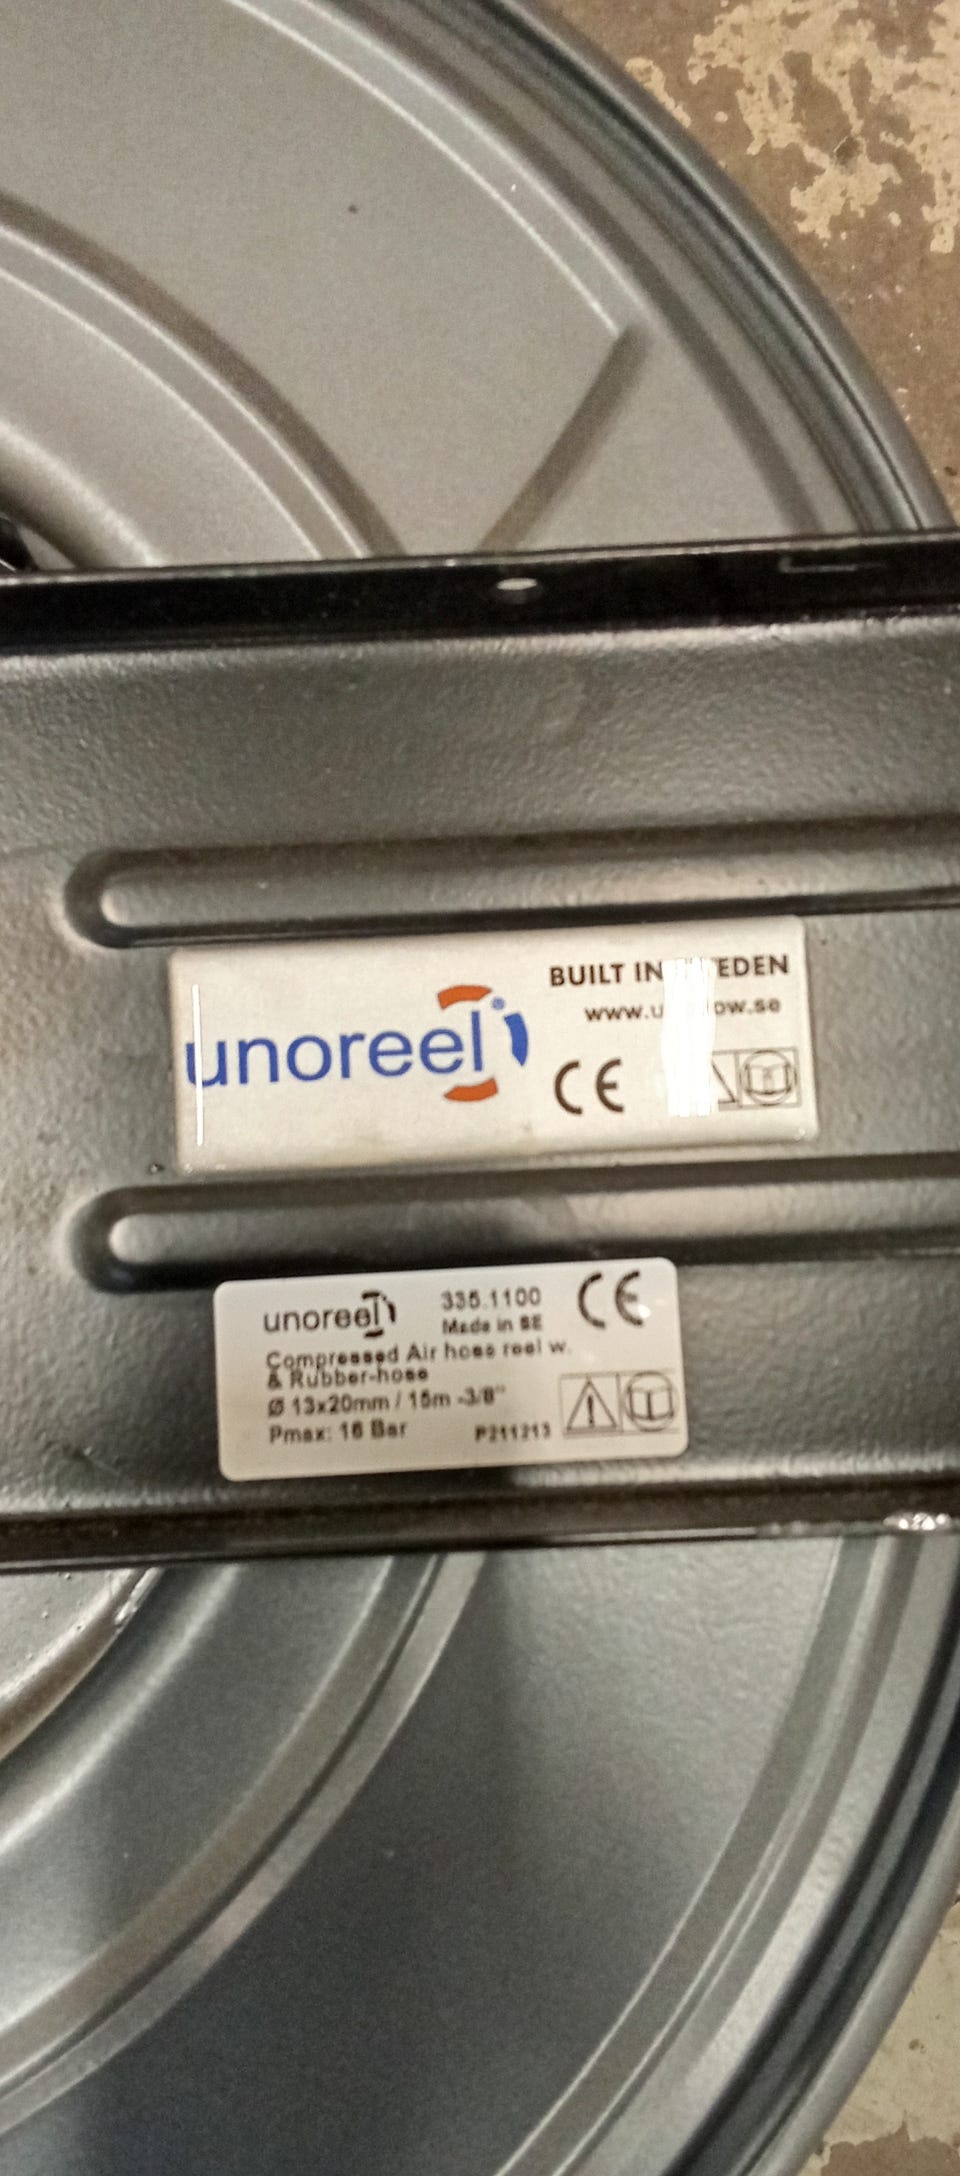 unoreel
BUILT IN
CE
unoreel 335.1100 CE
Made in SE
Compressed Air hose reel w.
& Rubber-hose
Ø 13x20mm / 15m -3/8"
Pmax: 16 Bar P211213